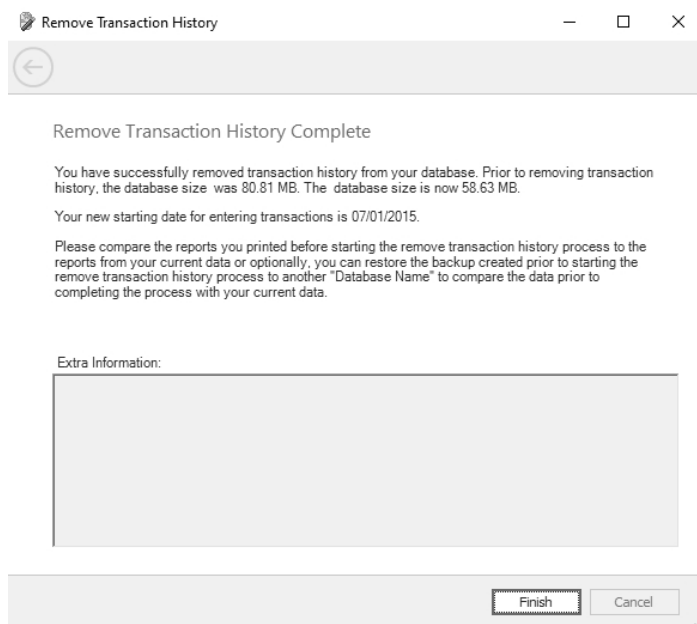 Remove Transaction History
Remove Transaction History Complete
You have successfully removed transaction history from your database. Prior to removing transaction
history, the database size  was 80.81 MB. The  database size is now 58.63 MB.
Your new starting date for entering transactions is 07/01/2015.
Please compare the reports you printed before starting the remove transaction history process to the
reports from your current data or optionally, you can restore the backup created prior to starting the
remove transaction history process to another "Database Name" to compare the data prior to
completing the process with your current data.
Extra Information:
Finish Cancel